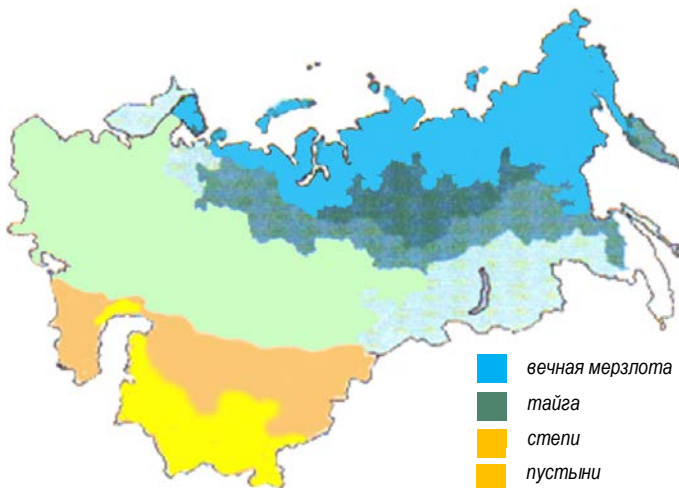 вечная мерзлота
тайга
степи
пустыни